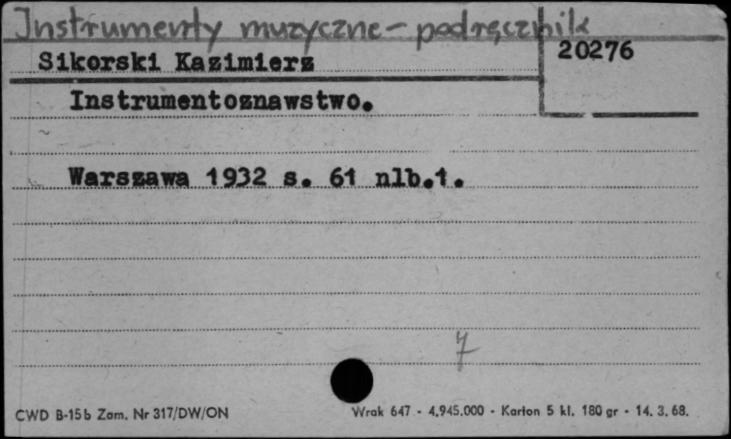 Instrumenty muzyczne - podręcznik
Sikorski Kazimierz
20276
Instrumentoznawstwo.
Warszawa 1932 s. 61 nlb.1.
7
CWD B-15b Zam. Nr 317/DW/ON
Wrak 647 - 4.945.000 - Karton 5 kl. 180 gr - 14. 3. 68.